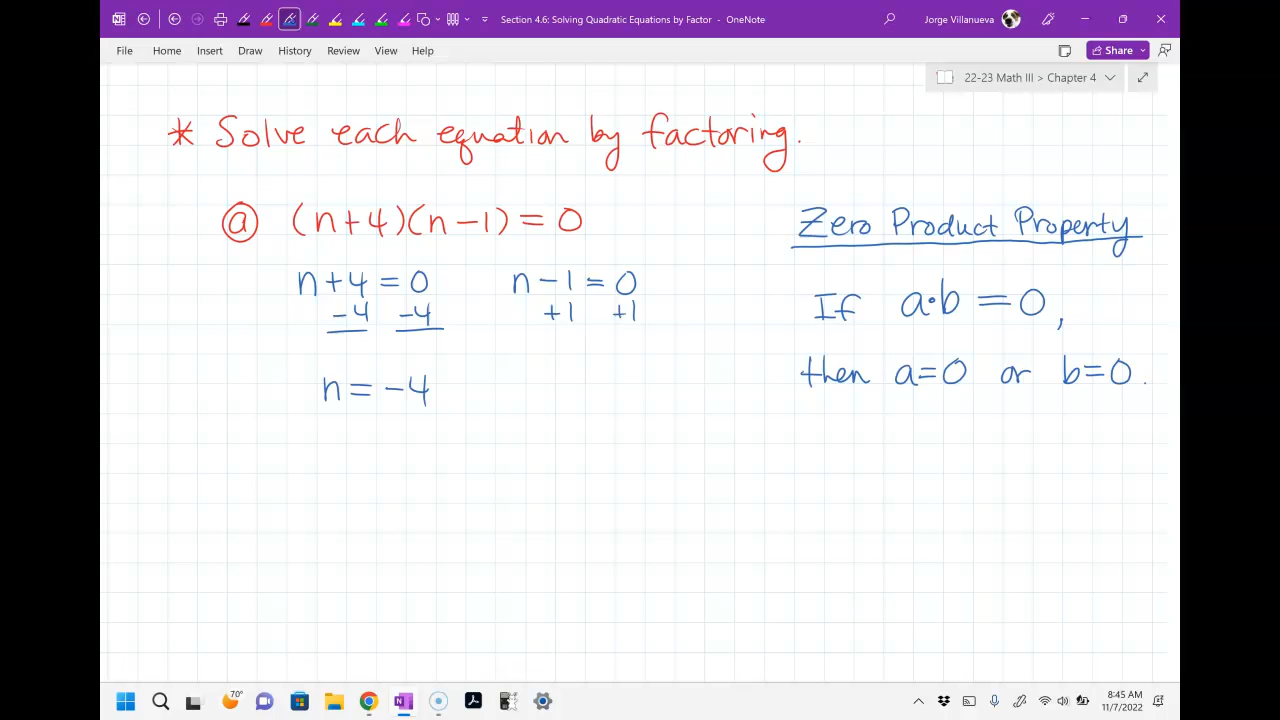 Section 4.6: Solving Quadratic Equations by Factor - OneNote
Jorge Villanueva
File Home Insert Draw History Review View Help
Share
22-23 Math III > Chapter 4
* Solve each equation by factoring.
ⓐ (n+4)(n-1)=0
Zero Product Property
n+4=0 n-1=0
-4 -4 +1 +1
If a·b=0,
then a=0 or b=0.
n=-4
70°
8:45 AM
11/7/2022